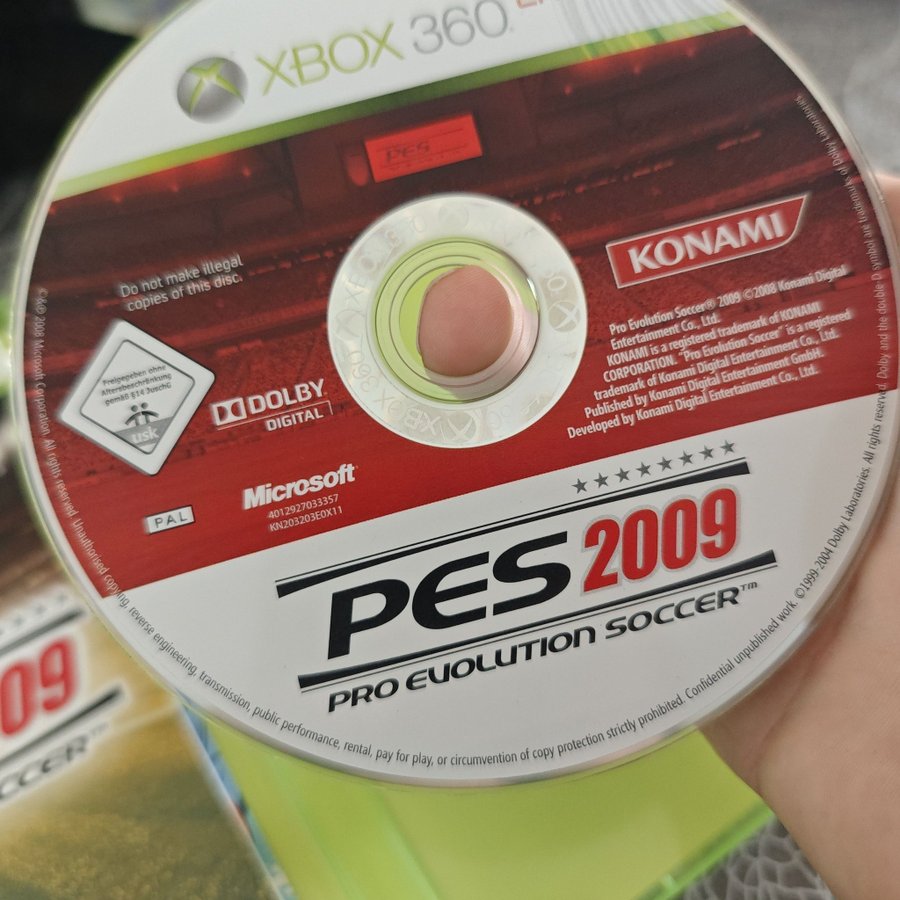 XBOX 360
PES
Do not make illegal
copies of this disc.
KONAMI
Pro Evolution Soccer® 2009 ©2008 Konami Digital
Entertainment Co., Ltd.
KONAMI is a registered trademark of KONAMI
CORPORATION. "Pro Evolution Soccer" is a registered
trademark of Konami Digital Entertainment Co., Ltd.
Published by Konami Digital Entertainment GmbH.
Developed by Konami Digital Entertainment Co., Ltd.
Freigegeben ohne
Altersbeschränkung
gemäß §14 JuschG
usk
DOLBY
DIGITAL
Microsoft
4012927033357
KN203203E0X11
PAL
PES 2009
PRO EVOLUTION SOCCER™
©℗ 2008 Microsoft Corporation. All rights reserved. Unauthorised copying, reverse engineering, transmission, public performance, rental, pay for play, or circumvention of copy protection strictly prohibited. Confidential unpublished work. ©1999-2004 Dolby Laboratories. All rights reserved. Dolby and the double-D symbol are trademarks of Dolby Laboratories.
09
OCCER™